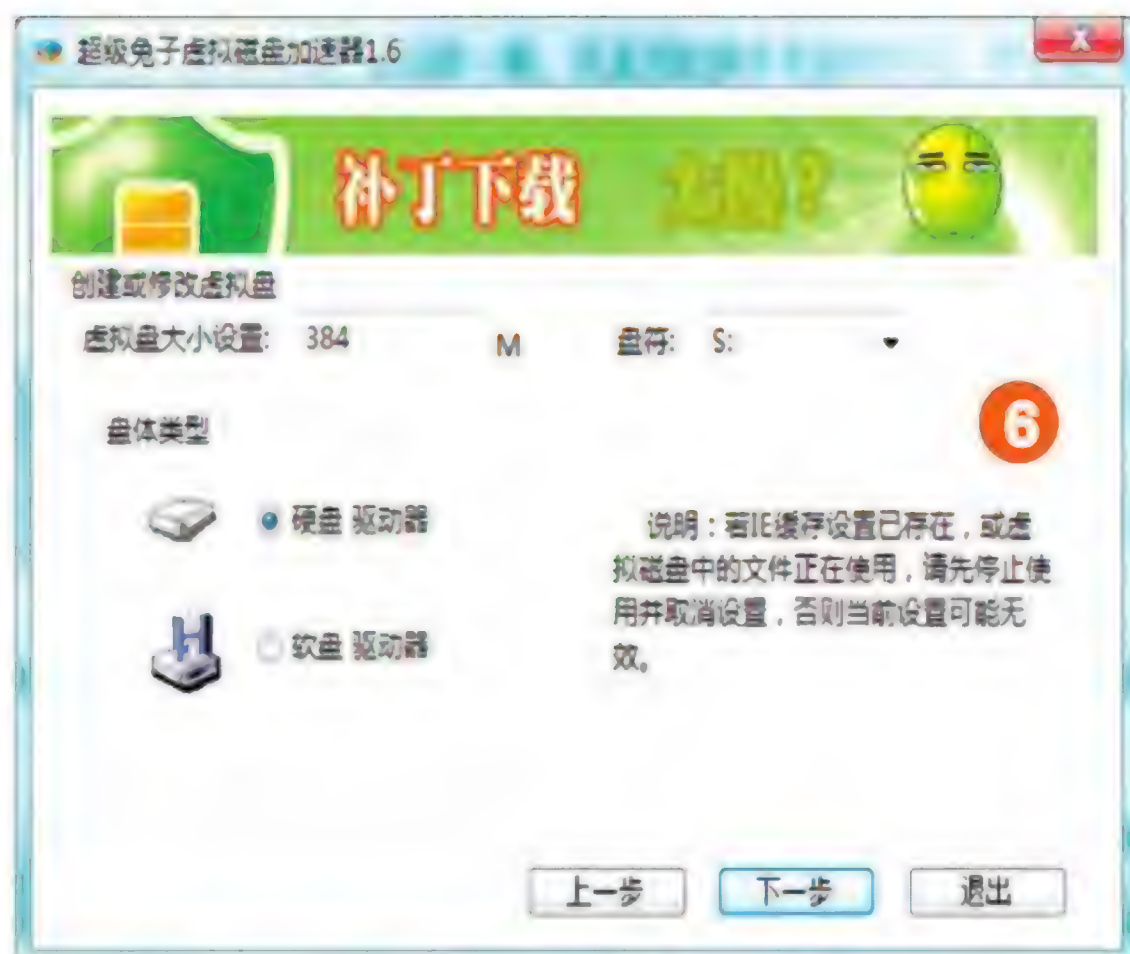 超级兔子虚拟磁盘加速器1.6
X
补丁下载
创建或修改虚拟盘
虚拟盘大小设置: 384 M 盘符: S:
盘体类型
6
硬盘 驱动器
说明：若IE缓存设置已存在，或虚
拟磁盘中的文件正在使用，请先停止使
用并取消设置，否则当前设置可能无
效。
软盘 驱动器
上一步 下一步 退出